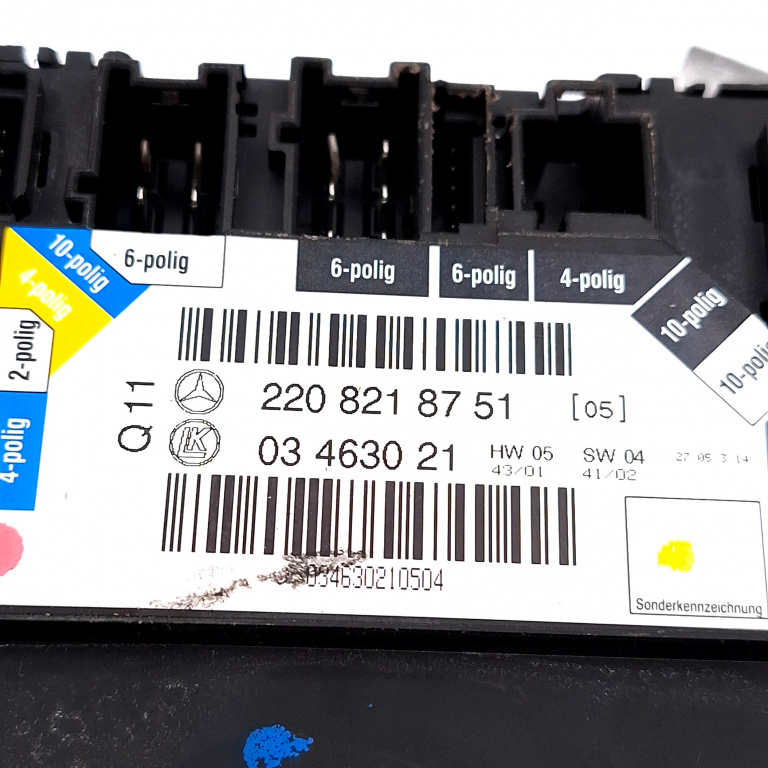 10-polig
4-polig
2-polig
4-polig
6-polig
6-polig
6-polig
4-polig
10-polig
10-polig
Q 11
220 821 87 51 [05]
LK
03 4630 21 HW 05 SW 04 27 05 3 14
43/01 41/02
034630210504
Sonderkennzeichnung